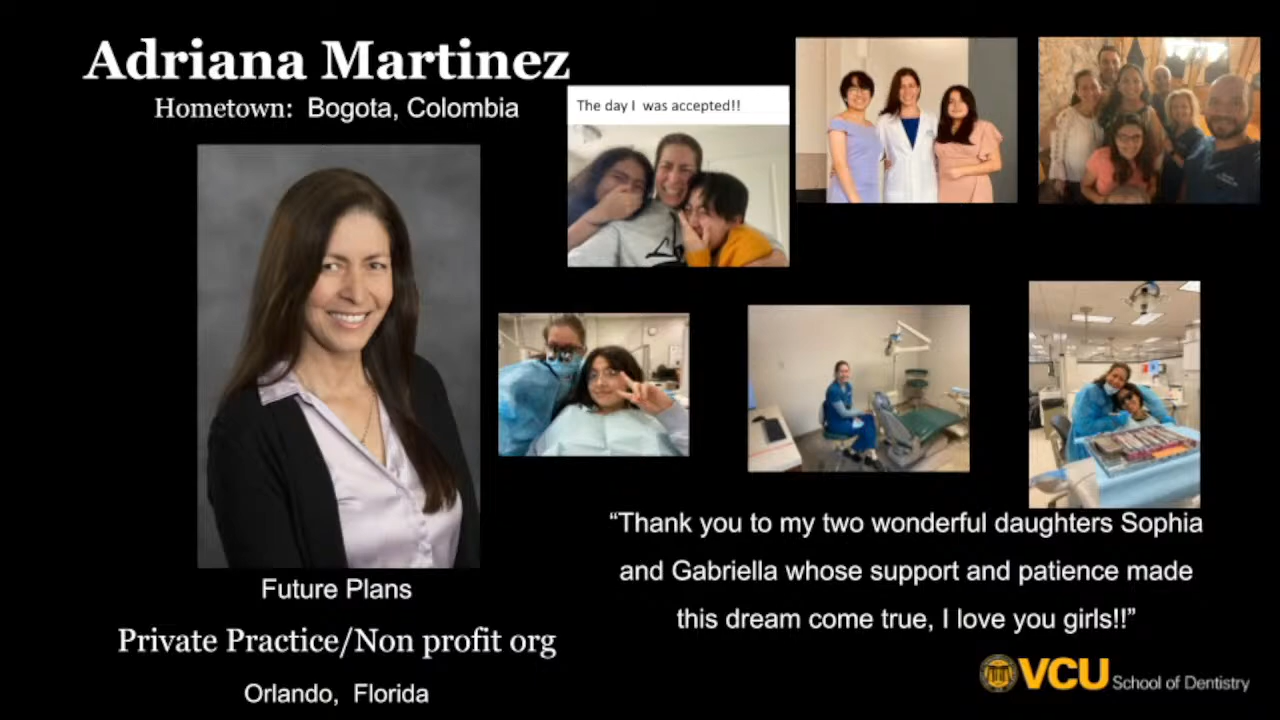 Adriana Martinez
Hometown: Bogota, Colombia
The day I was accepted!!
Future Plans
Private Practice/Non profit org
Orlando, Florida
“Thank you to my two wonderful daughters Sophia
and Gabriella whose support and patience made
this dream come true, I love you girls!!”
VCU School of Dentistry